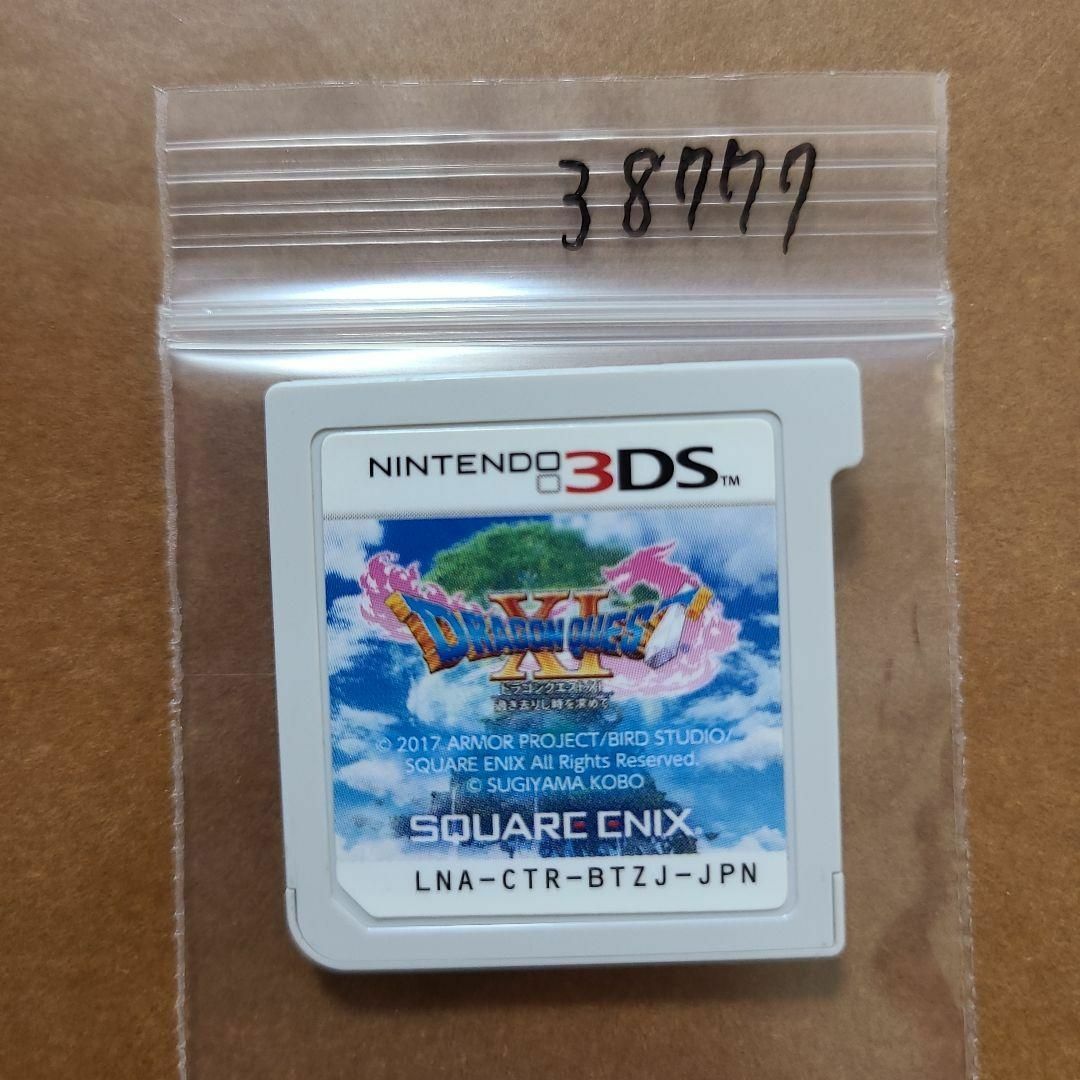 38777
NINTENDO 3DS™
DRAGON QUEST XI
ドラゴンクエストXI
過ぎ去りし時を求めて
© 2017 ARMOR PROJECT/BIRD STUDIO/
SQUARE ENIX All Rights Reserved.
© SUGIYAMA KOBO
SQUARE ENIX®
LNA-CTR-BTZJ-JPN